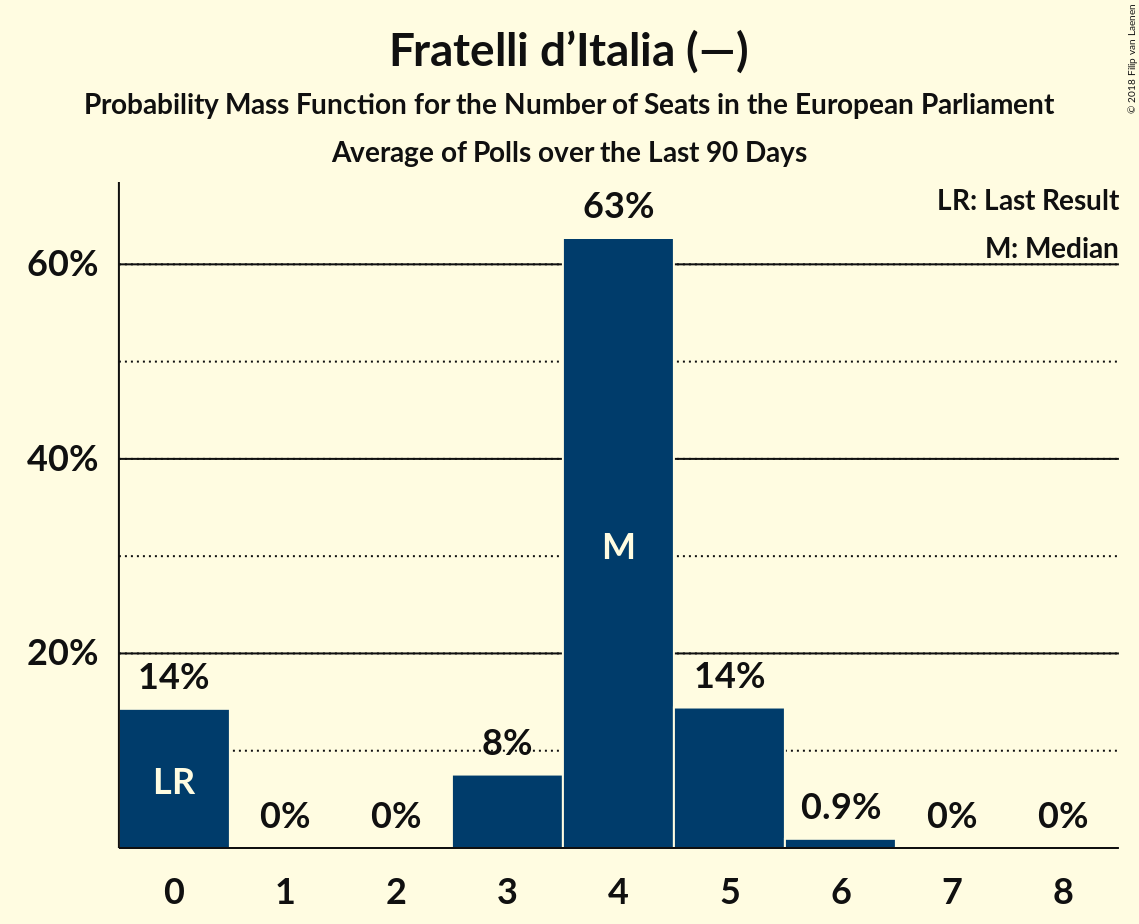 Fratelli d’Italia (—)
Probability Mass Function for the Number of Seats in the European Parliament
Average of Polls over the Last 90 Days
© 2018 Filip van Laenen
LR: Last Result
M: Median
63%
60%
40%
M
20%
14%
14%
8%
LR
0%
0%
0.9%
0%
0%
0 1 2 3 4 5 6 7 8